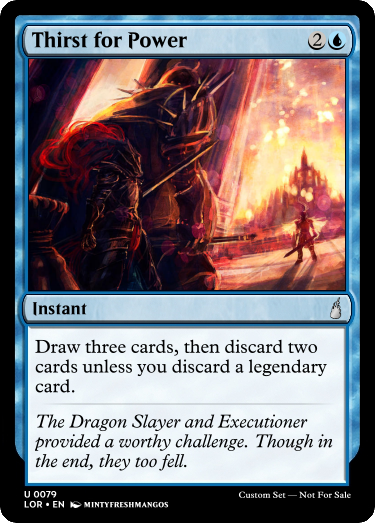 Thirst for Power 2
Instant
Draw three cards, then discard two
cards unless you discard a legendary
card.
The Dragon Slayer and Executioner
provided a worthy challenge. Though in
the end, they too fell.
U 0079
LOR • EN MINTYFRESHMANGOS
Custom Set — Not For Sale